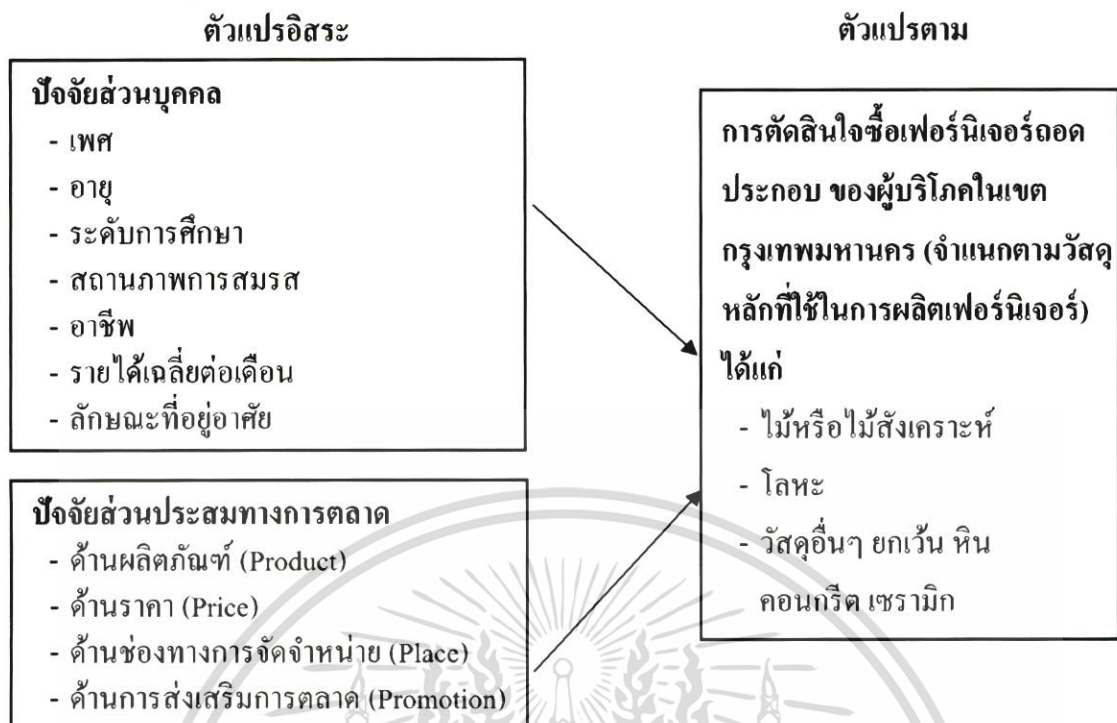 ตัวแปรอิสระ
ปัจจัยส่วนบุคคล
- เพศ
- อายุ
- ระดับการศึกษา
- สถานภาพการสมรส
- อาชีพ
- รายได้เฉลี่ยต่อเดือน
- ลักษณะที่อยู่อาศัย
ปัจจัยส่วนประสมทางการตลาด
- ด้านผลิตภัณฑ์ (Product)
- ด้านราคา (Price)
- ด้านช่องทางการจัดจำหน่าย (Place)
- ด้านการส่งเสริมการตลาด (Promotion)
ตัวแปรตาม
การตัดสินใจซื้อเฟอร์นิเจอร์ถอด
ประกอบ ของผู้บริโภคในเขต
กรุงเทพมหานคร (จำแนกตามวัสดุ
หลักที่ใช้ในการผลิตเฟอร์นิเจอร์)
ได้แก่
- ไม้หรือไม้สังเคราะห์
- โลหะ
- วัสดุอื่นๆ ยกเว้น หิน
คอนกรีต เซรามิก